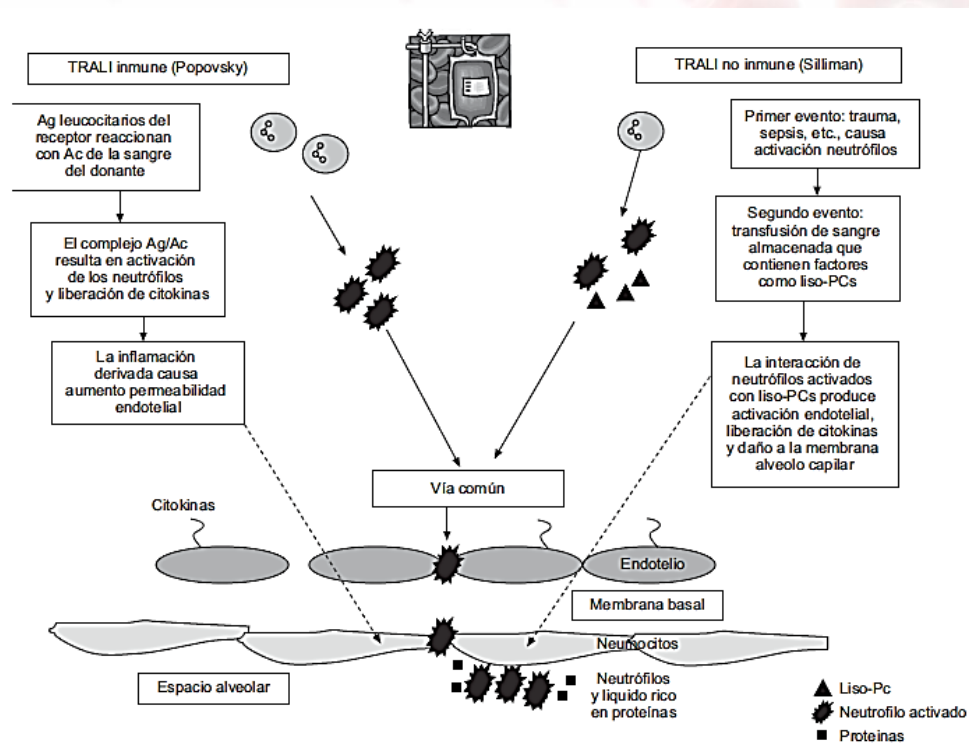 TRALI inmune (Popovsky)
TRALI no inmune (Silliman)
Ag leucocitarios del
receptor reaccionan
con Ac de la sangre
del donante
El complejo Ag/Ac
resulta en activación
de los neutrófilos
y liberación de citokinas
La inflamación
derivada causa
aumento permeabilidad
endotelial
Primer evento: trauma,
sepsis, etc., causa
activación neutrófilos
Segundo evento:
transfusión de sangre
almacenada que
contienen factores
como liso-PCs
La interacción de
neutrófilos activados
con liso-PCs produce
activación endotelial,
liberación de citokinas
y daño a la membrana
alveolo capilar
Vía común
Citokinas
Endotelio
Membrana basal
Neumocitos
Espacio alveolar
Neutrófilos
y liquido rico
en proteínas
Liso-Pc
Neutrofilo activado
Proteinas